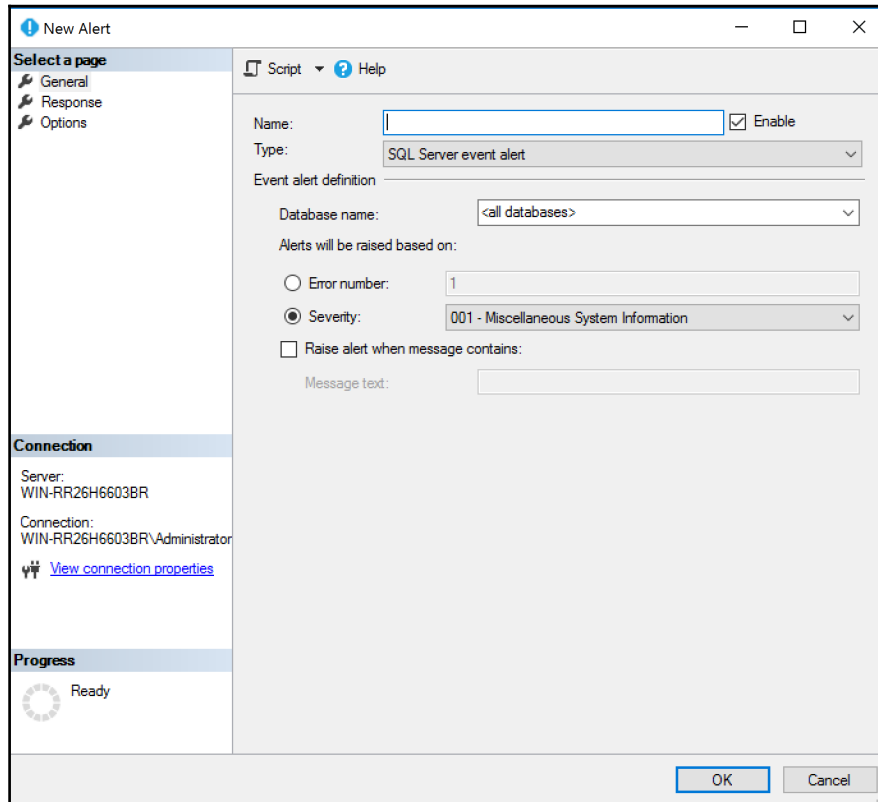 New Alert
Select a page
General
Response
Options
Script Help
Name: Enable
Type: SQL Server event alert
Event alert definition
Database name: <all databases>
Alerts will be raised based on:
Error number: 1
Severity: 001 - Miscellaneous System Information
Raise alert when message contains:
Message text:
Connection
Server:
WIN-RR26H6603BR
Connection:
WIN-RR26H6603BR\Administrator
View connection properties
Progress
Ready
OK Cancel